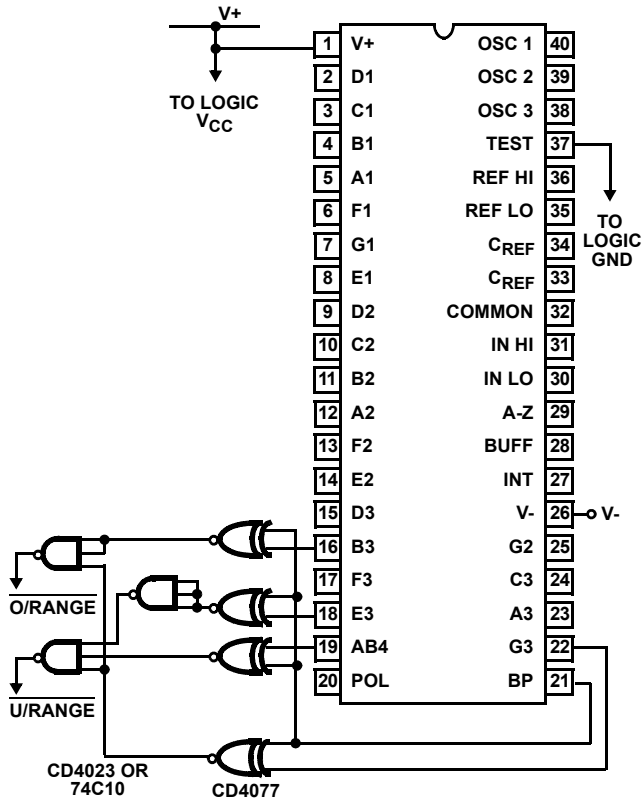 V+
TO LOGIC
VCC
1 V+ OSC 1 40
2 D1 OSC 2 39
3 C1 OSC 3 38
4 B1 TEST 37
5 A1 REF HI 36
6 F1 REF LO 35
7 G1 CREF 34
8 E1 CREF 33
9 D2 COMMON 32
10 C2 IN HI 31
11 B2 IN LO 30
12 A2 A-Z 29
13 F2 BUFF 28
14 E2 INT 27
15 D3 V- 26 V-
16 B3 G2 25
17 F3 C3 24
18 E3 A3 23
19 AB4 G3 22
20 POL BP 21
TO
LOGIC
GND
O/RANGE
U/RANGE
CD4023 OR
74C10
CD4077